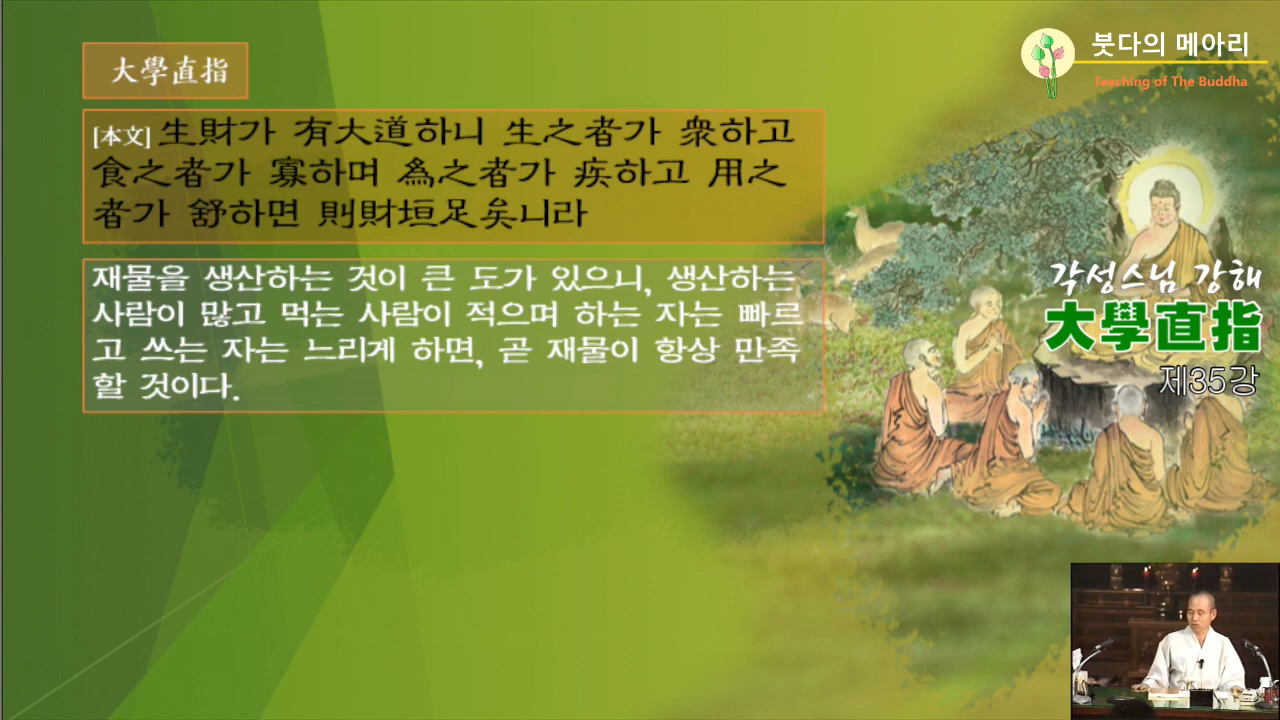 大學直指
[本文] 生財가 有大道하니 生之者가 衆하고
食之者가 寡하며 為之者가 疾하고 用之
者가 舒하면 則財垣足矣니라
재물을 생산하는 것이 큰 도가 있으니, 생산하는
사람이 많고 먹는 사람이 적으며 하는 자는 빠르
고 쓰는 자는 느리게 하면, 곧 재물이 항상 만족
할 것이다.
붓다의 메아리
Teaching of The Buddha
각성스님 강해
大學直指
제35강